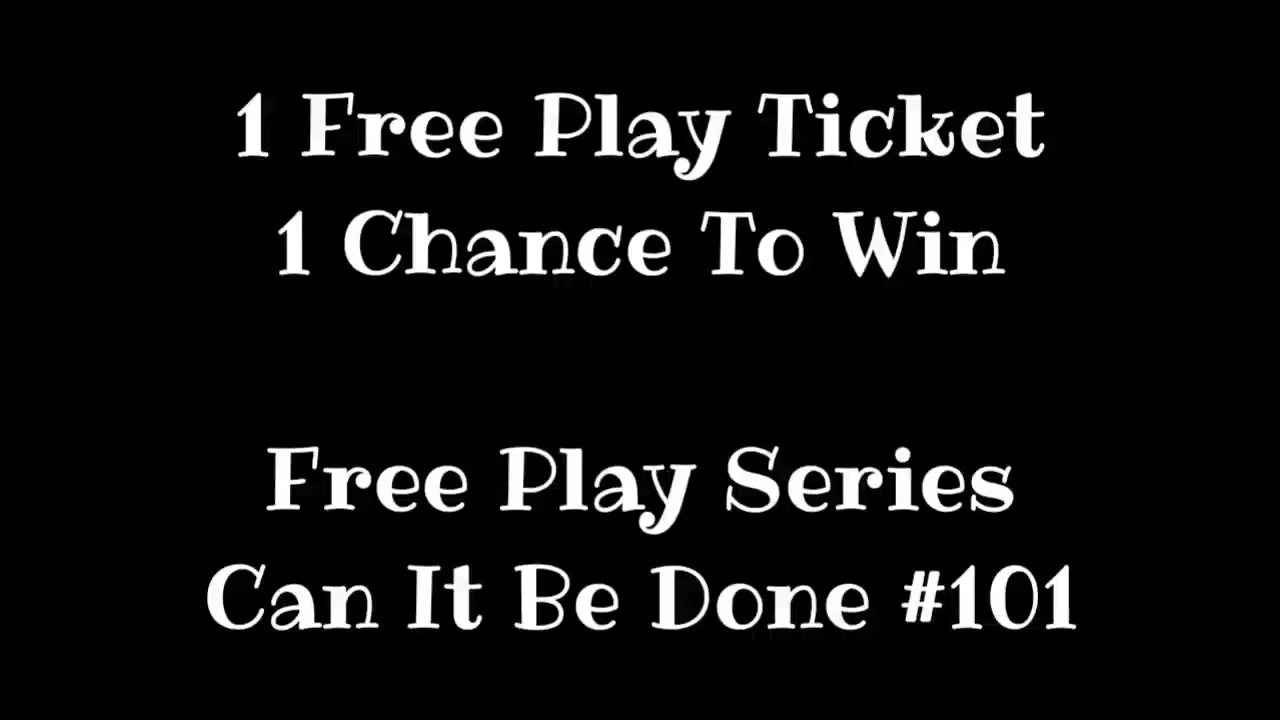 1 Free Play Ticket
1 Chance To Win
Free Play Series
Can It Be Done #101